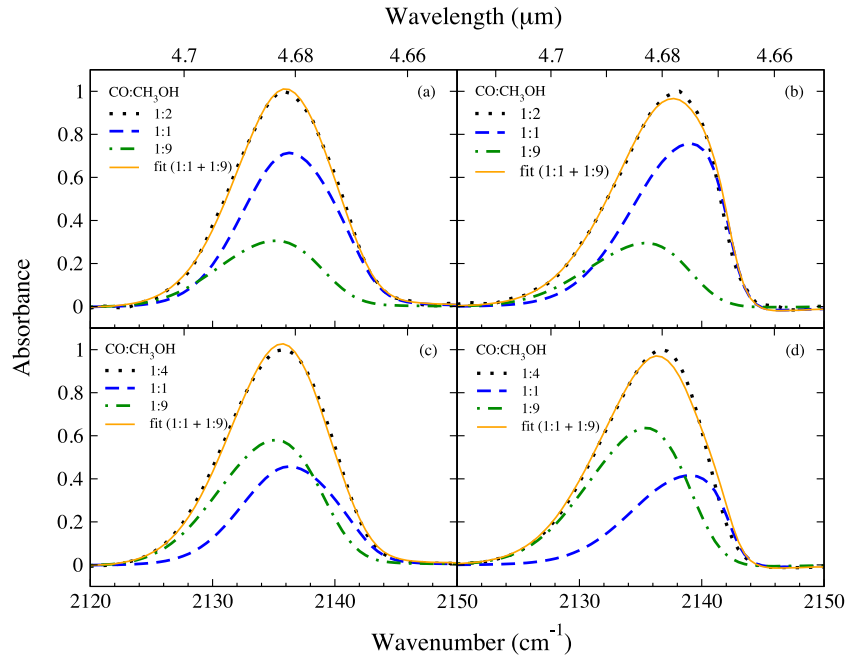 Wavelength (μm)
4.7 4.68 4.66 4.7 4.68 4.66
(a)
CO:CH₃OH
1:2
1:1
1:9
fit (1:1 + 1:9)
(b)
CO:CH₃OH
1:2
1:1
1:9
fit (1:1 + 1:9)
1
0.8
0.6
0.4
0.2
0
(c)
CO:CH₃OH
1:4
1:1
1:9
fit (1:1 + 1:9)
(d)
CO:CH₃OH
1:4
1:1
1:9
fit (1:1 + 1:9)
1
0.8
0.6
0.4
0.2
0
Absorbance
2120 2130 2140 2150 2130 2140 2150
Wavenumber (cm⁻¹)